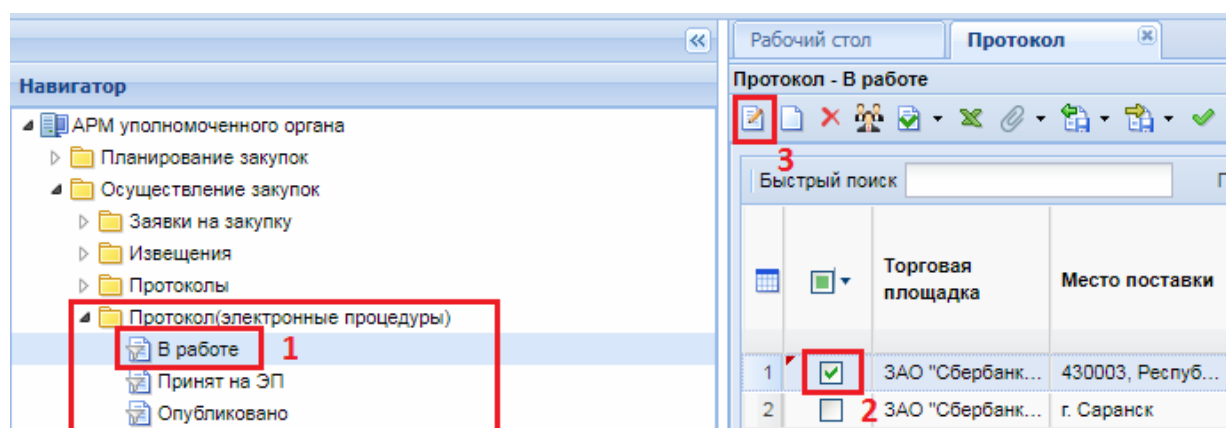 Навигатор
АРМ уполномоченного органа
Планирование закупок
Осуществление закупок
Заявки на закупку
Извещения
Протоколы
Протокол(электронные процедуры)
В работе 1
Принят на ЭП
Опубликовано
Рабочий стол Протокол
Протокол - В работе
3
Быстрый поиск
Торговая площадка Место поставки
1 ЗАО "Сбербанк... 430003, Респуб...
2 2 ЗАО "Сбербанк... г. Саранск